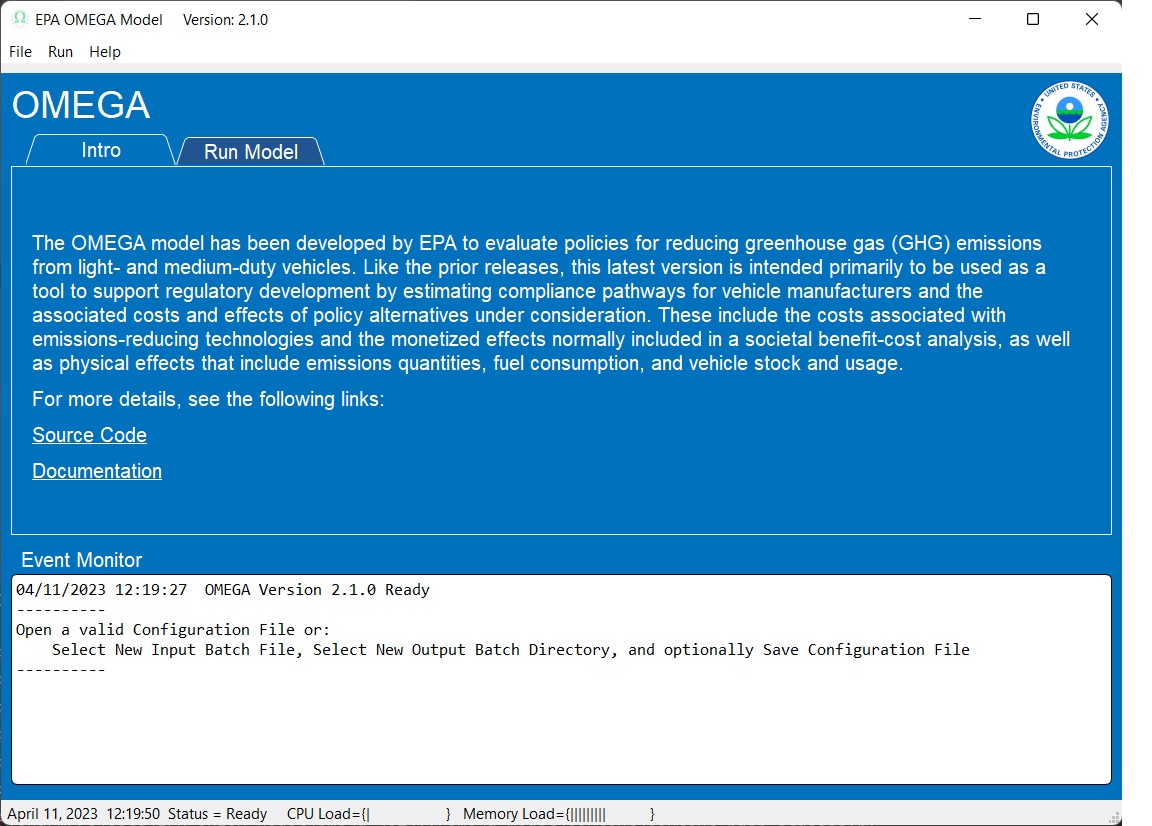 EPA OMEGA Model Version: 2.1.0
File Run Help
OMEGA
UNITED STATES
ENVIRONMENTAL PROTECTION AGENCY
Intro Run Model
The OMEGA model has been developed by EPA to evaluate policies for reducing greenhouse gas (GHG) emissions
from light- and medium-duty vehicles. Like the prior releases, this latest version is intended primarily to be used as a
tool to support regulatory development by estimating compliance pathways for vehicle manufacturers and the
associated costs and effects of policy alternatives under consideration. These include the costs associated with
emissions-reducing technologies and the monetized effects normally included in a societal benefit-cost analysis, as well
as physical effects that include emissions quantities, fuel consumption, and vehicle stock and usage.
For more details, see the following links:
Source Code
Documentation
Event Monitor
04/11/2023 12:19:27  OMEGA Version 2.1.0 Ready
----------
Open a valid Configuration File or:
    Select New Input Batch File, Select New Output Batch Directory, and optionally Save Configuration File
----------
April 11, 2023 12:19:50 Status = Ready CPU Load={| } Memory Load={||||||||| }